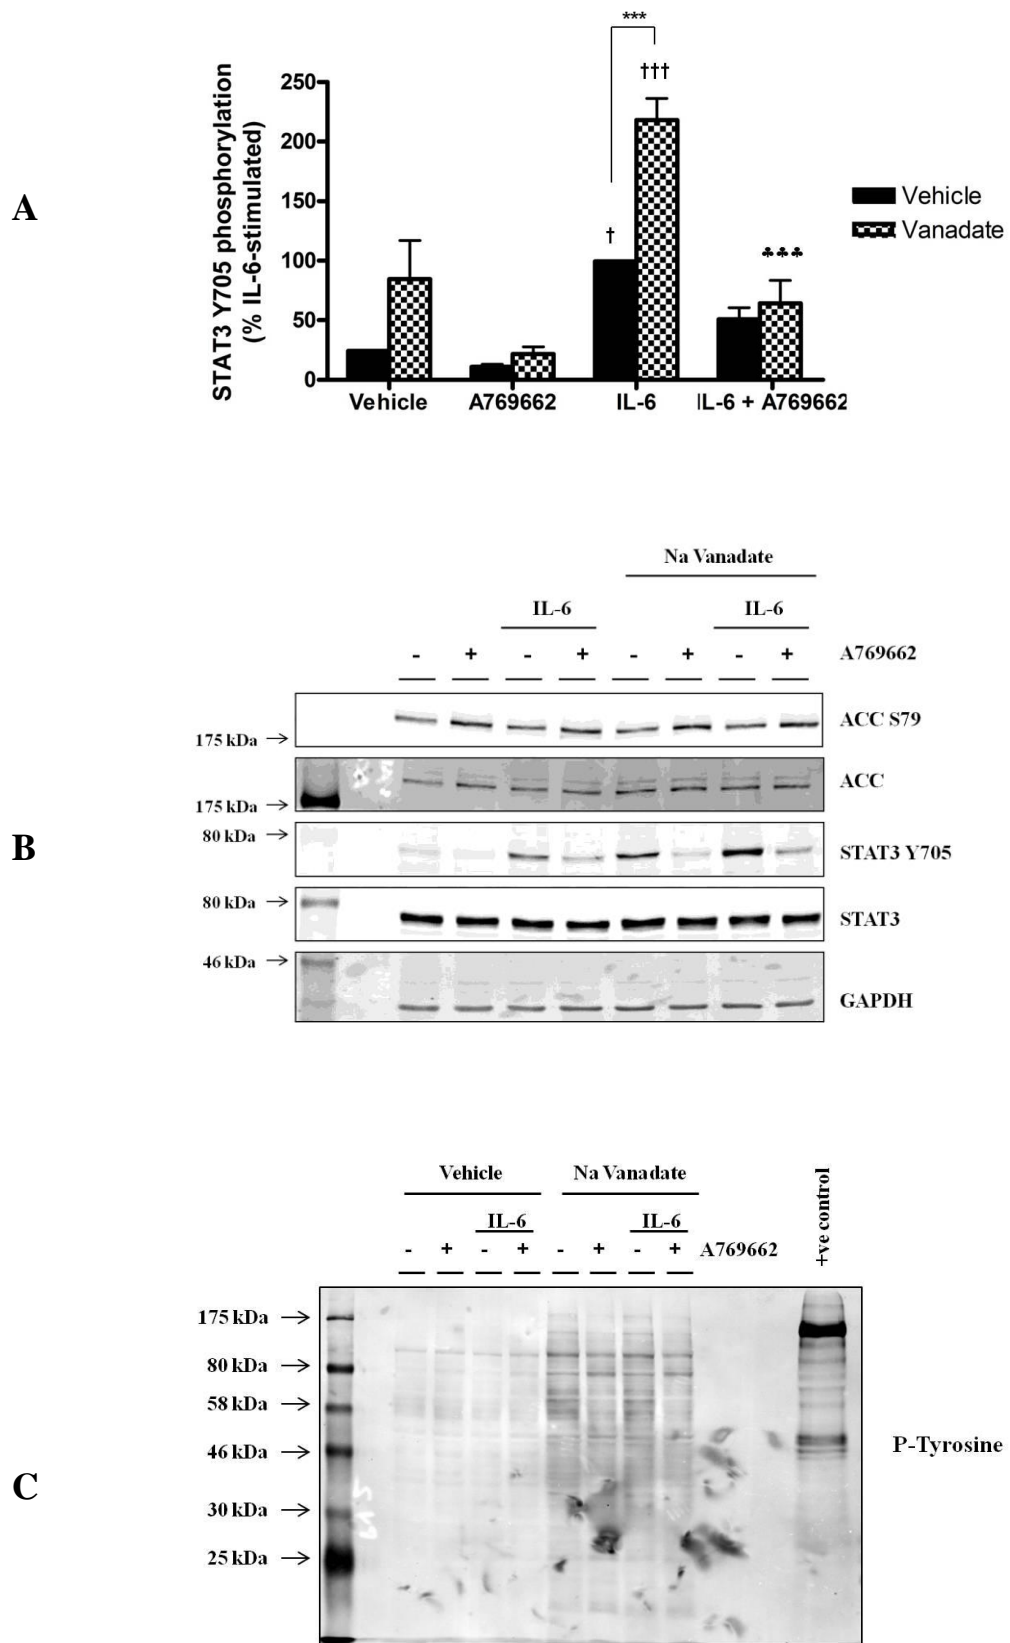 A
STAT3 Y705 phosphorylation
(% IL-6-stimulated)
250
200
150
100
50
0
***
†
†††
♣♣♣
Vehicle
A769662
IL-6
IL-6 + A769662
Vehicle
Vanadate
B
Na Vanadate
IL-6 IL-6
- + - + - + - + A769662
ACC S79
175 kDa →
ACC
175 kDa →
80 kDa →
STAT3 Y705
80 kDa →
STAT3
46 kDa →
GAPDH
C
Vehicle Na Vanadate
+ve control
IL-6 IL-6
- + - + - + - + A769662
175 kDa →
80 kDa →
58 kDa →
46 kDa →
P-Tyrosine
30 kDa →
25 kDa →